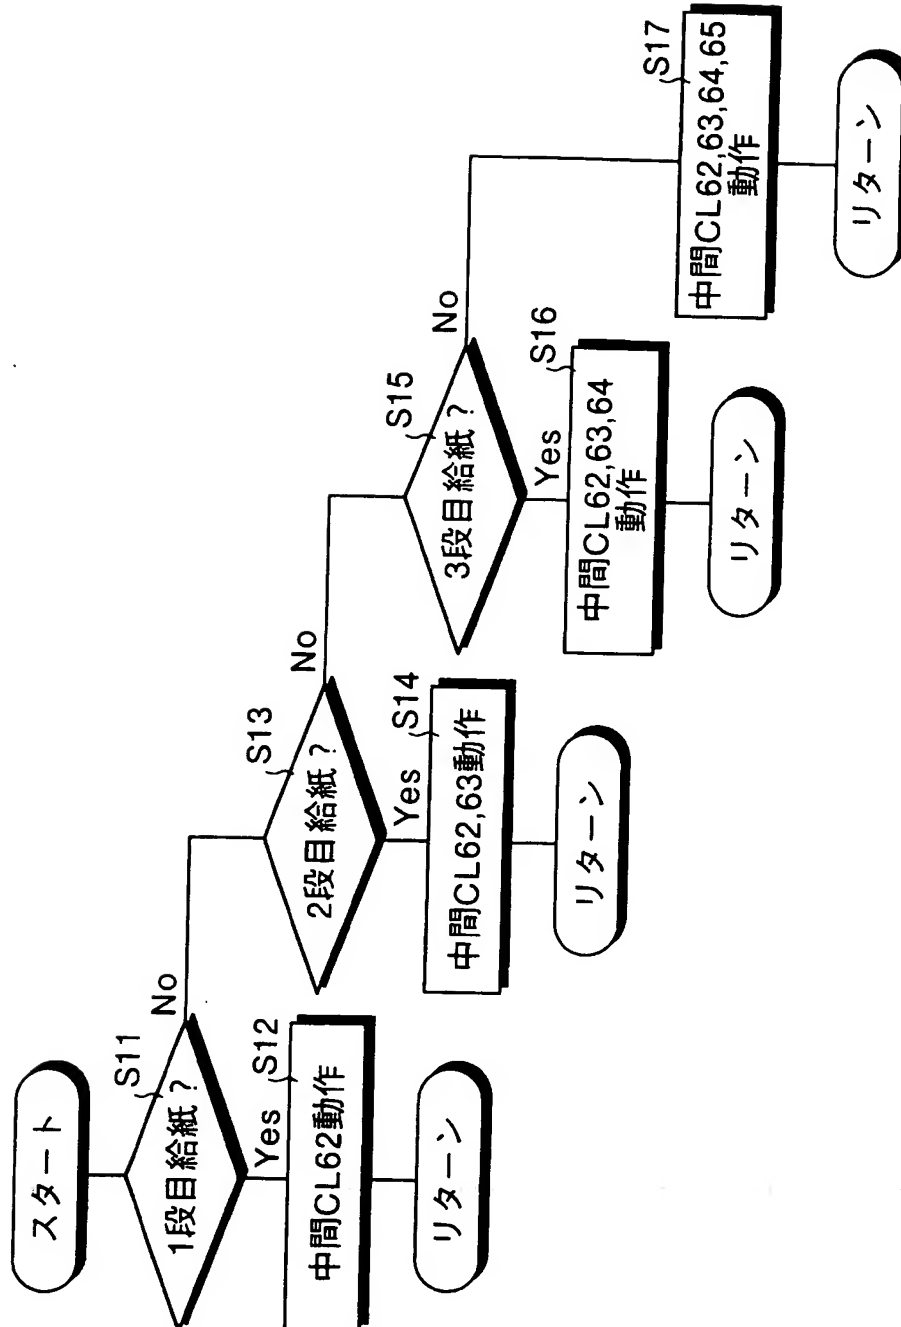 スタート
S11
1段目給紙?
No
Yes
S12
中間CL62動作
リターン
S13
2段目給紙?
No
Yes
S14
中間CL62,63動作
リターン
S15
3段目給紙?
No
Yes
S16
中間CL62,63,64
動作
リターン
S17
中間CL62,63,64,65
動作
リターン